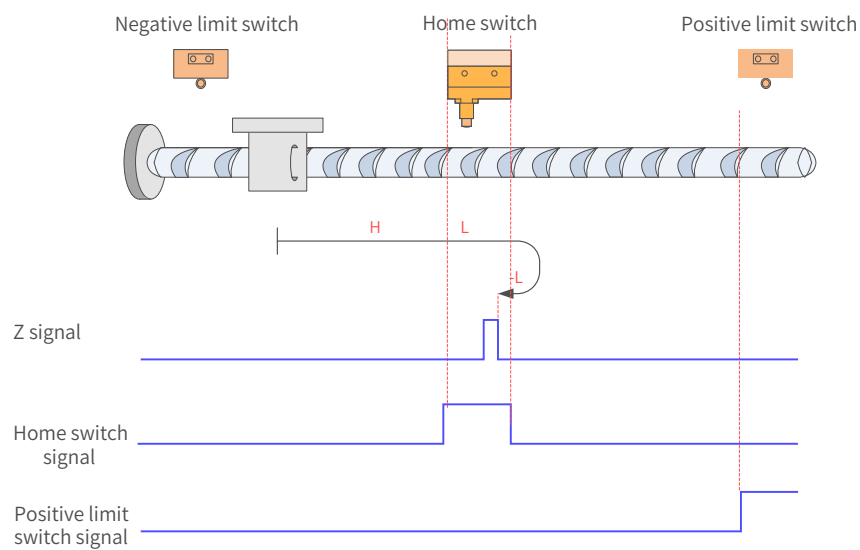 Negative limit switch
Home switch
Positive limit switch
H
L
-L
Z signal
Home switch
signal
Positive limit
switch signal